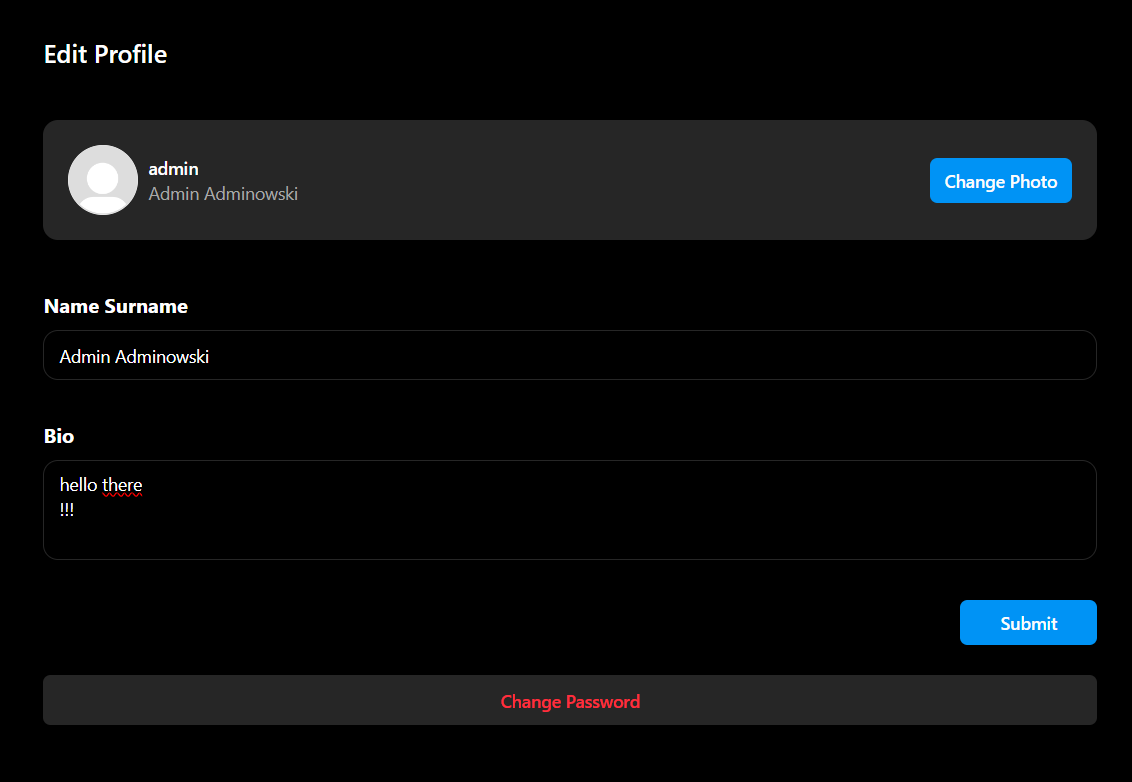 Edit Profile
admin
Admin Adminowski
Change Photo
Name Surname
Admin Adminowski
Bio
hello there
!!!
Submit
Change Password